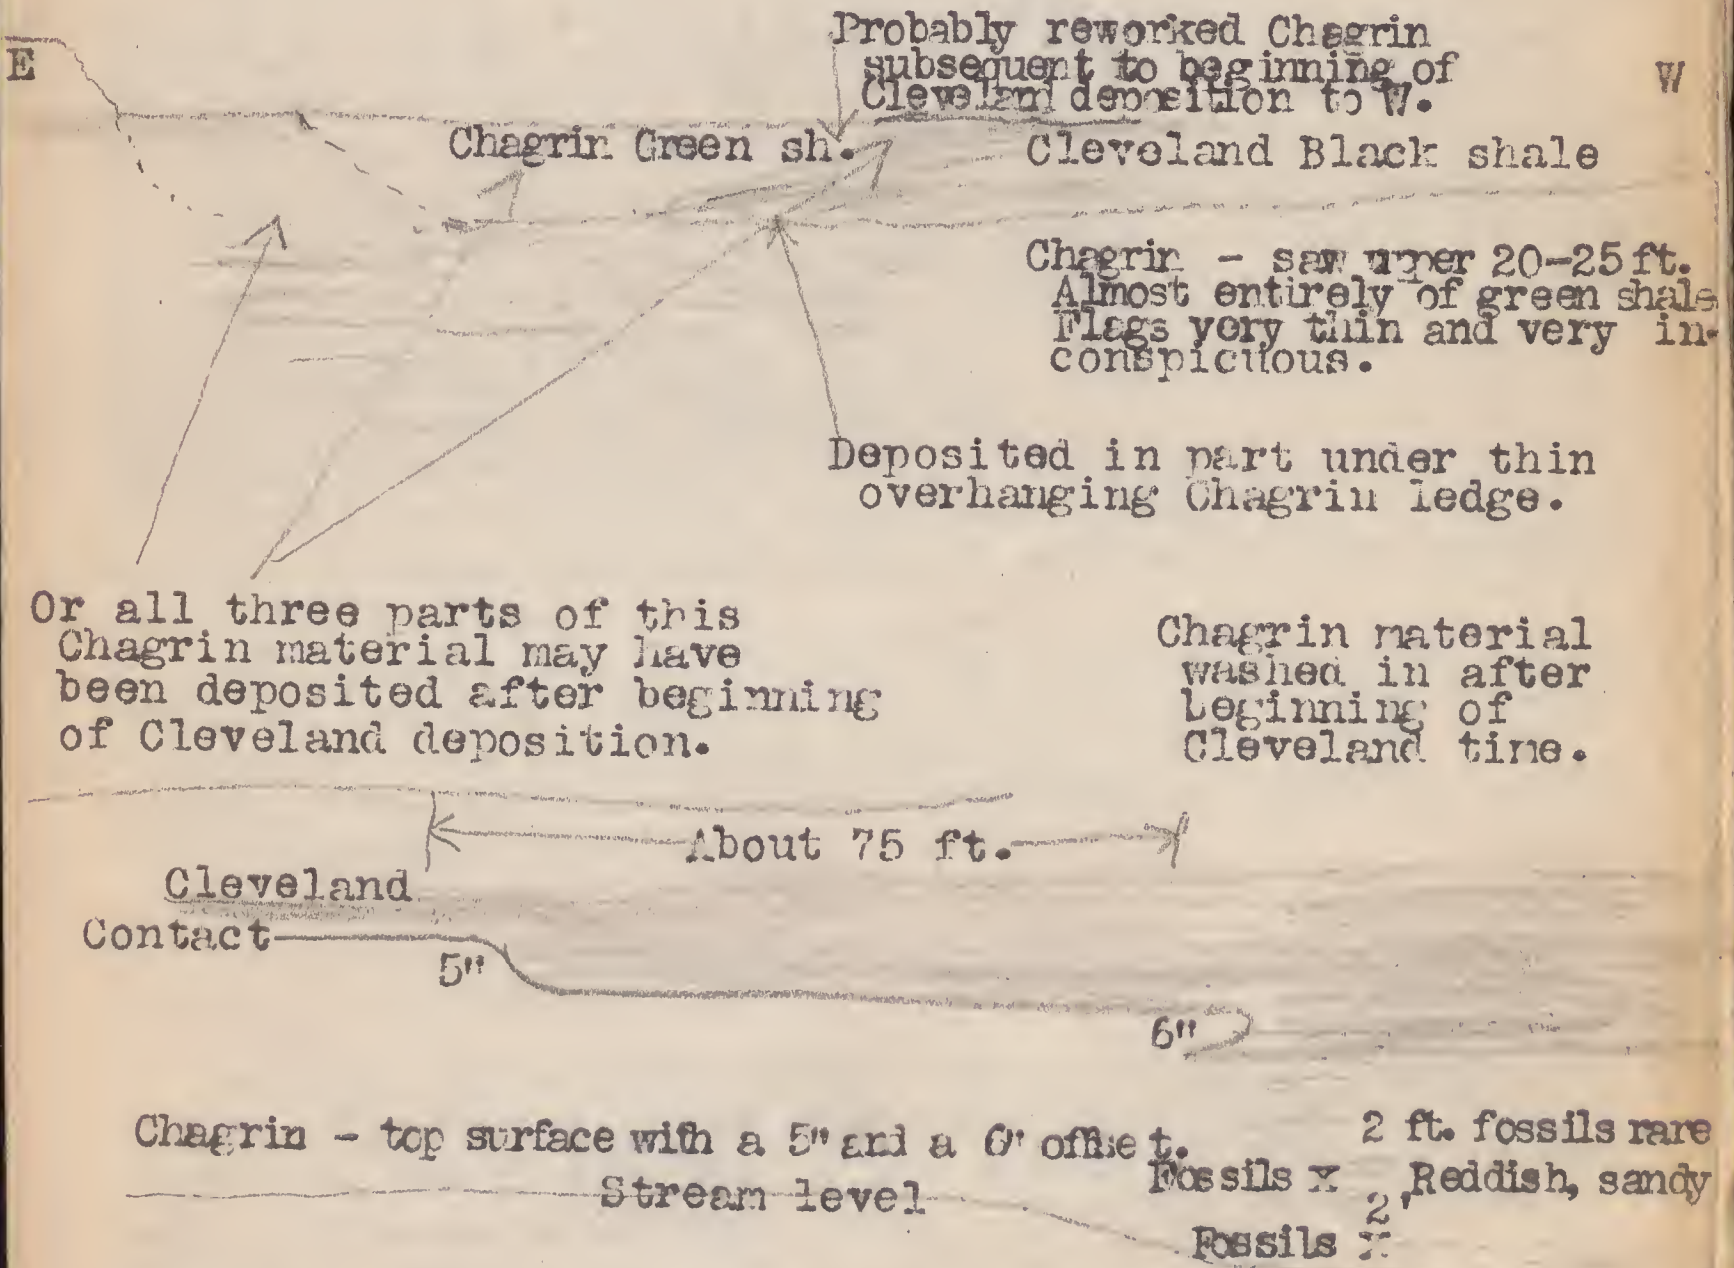 Probably reworked Chagrin
subsequent to beginning of
Cleveland deposition to W.
E
W
Chagrin Green sh.
Cleveland Black shale
Chagrin - saw upper 20-25 ft.
Almost entirely of green shale
Flags very thin and very in-
conspicuous.
Deposited in part under thin
overhanging Chagrin ledge.
Or all three parts of this
Chagrin material may have
been deposited after beginning
of Cleveland deposition.
Chagrin material
washed in after
beginning of
Cleveland time.
About 75 ft.
Cleveland
Contact
5"
6"
Chagrin - top surface with a 5" and a 6" offset.
2 ft. fossils rare
Fossils x
2'
Reddish, sandy
Stream level
Fossils x